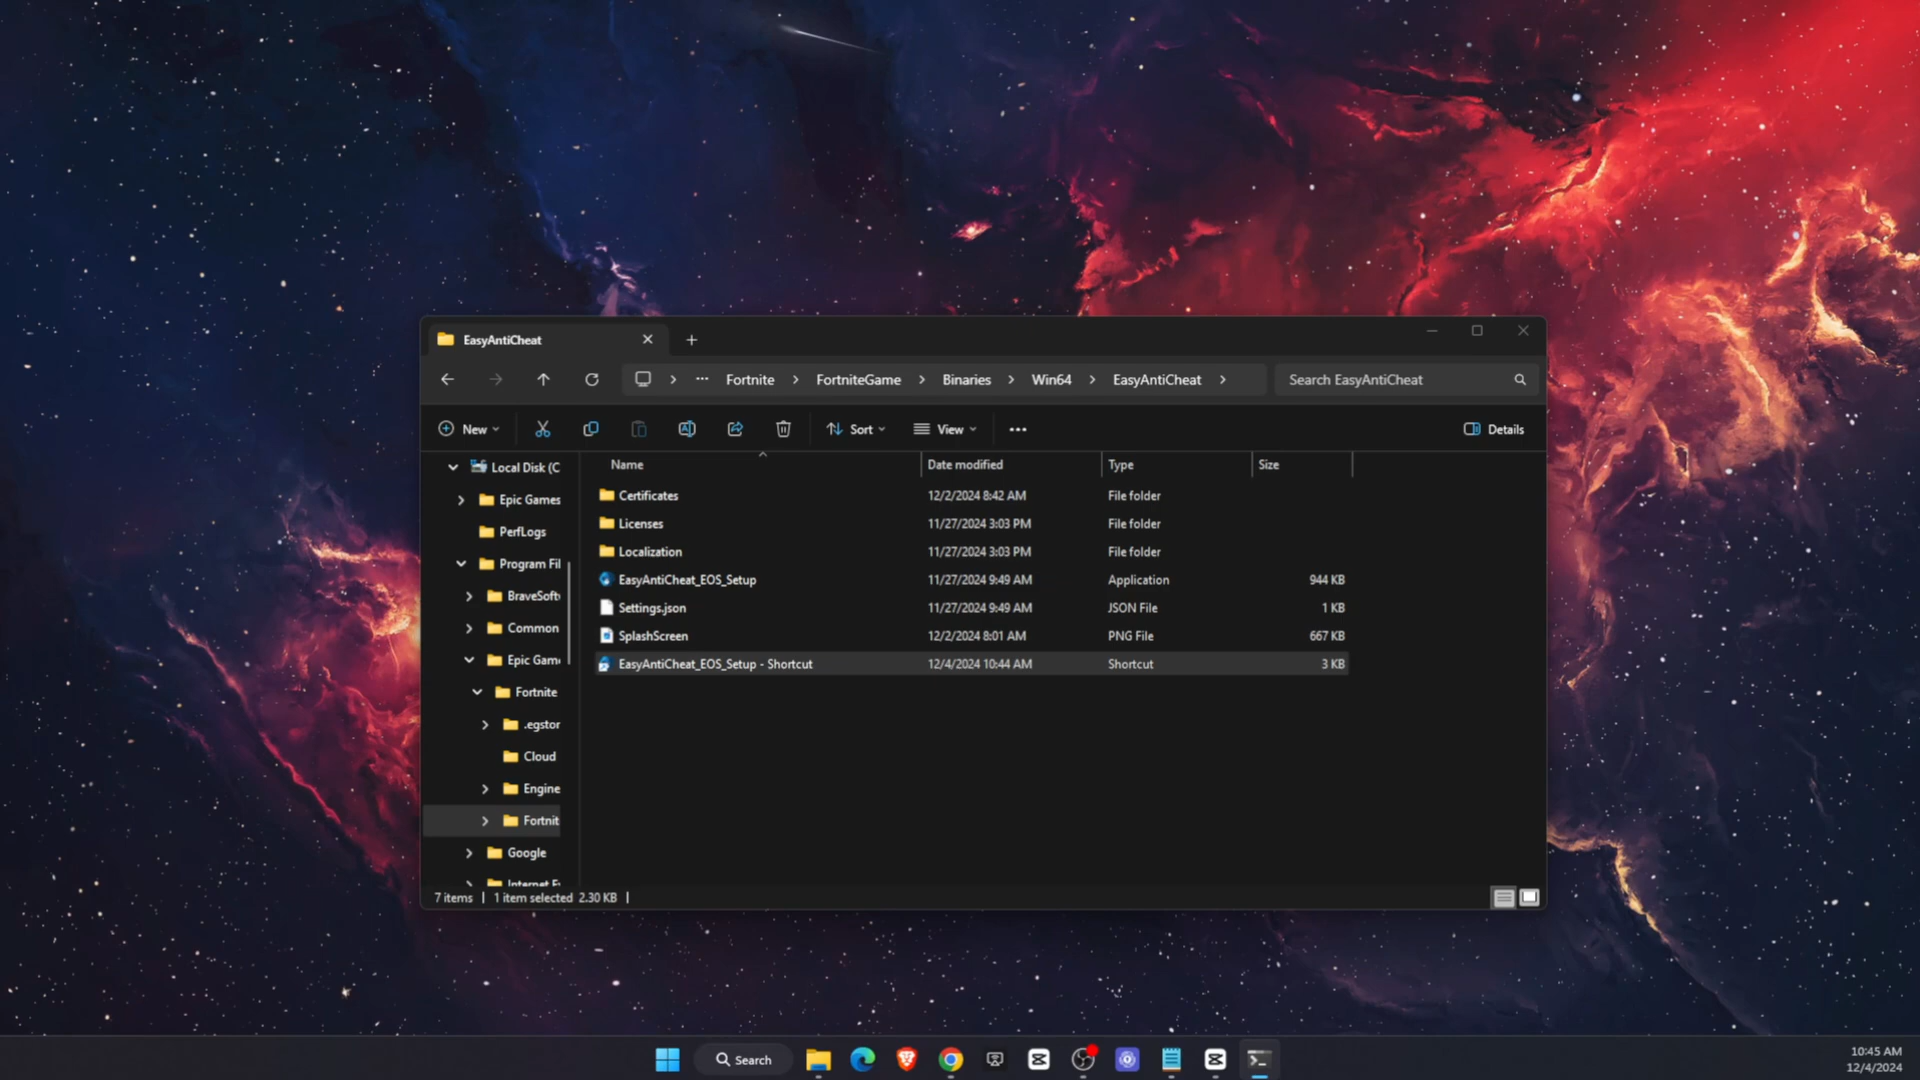 EasyAntiCheat
Fortnite
FortniteGame
Binaries
Win64
EasyAntiCheat
Search EasyAntiCheat
New
Sort
View
Details
Local Disk (C
Epic Games
PerfLogs
Program Fil
BraveSoft
Common
Epic Gam
Fortnite
.egstor
Cloud
Engine
Fortnit
Google
Internet E
Name Date modified Type Size
Certificates 12/2/2024 8:42 AM File folder
Licenses 11/27/2024 3:03 PM File folder
Localization 11/27/2024 3:03 PM File folder
EasyAntiCheat_EOS_Setup 11/27/2024 9:49 AM Application 944 KB
Settings.json 11/27/2024 9:49 AM JSON File 1 KB
SplashScreen 12/2/2024 8:01 AM PNG File 667 KB
EasyAntiCheat_EOS_Setup - Shortcut 12/4/2024 10:44 AM Shortcut 3 KB
7 items | 1 item selected 2.30 KB |
Search
10:45 AM
12/4/2024